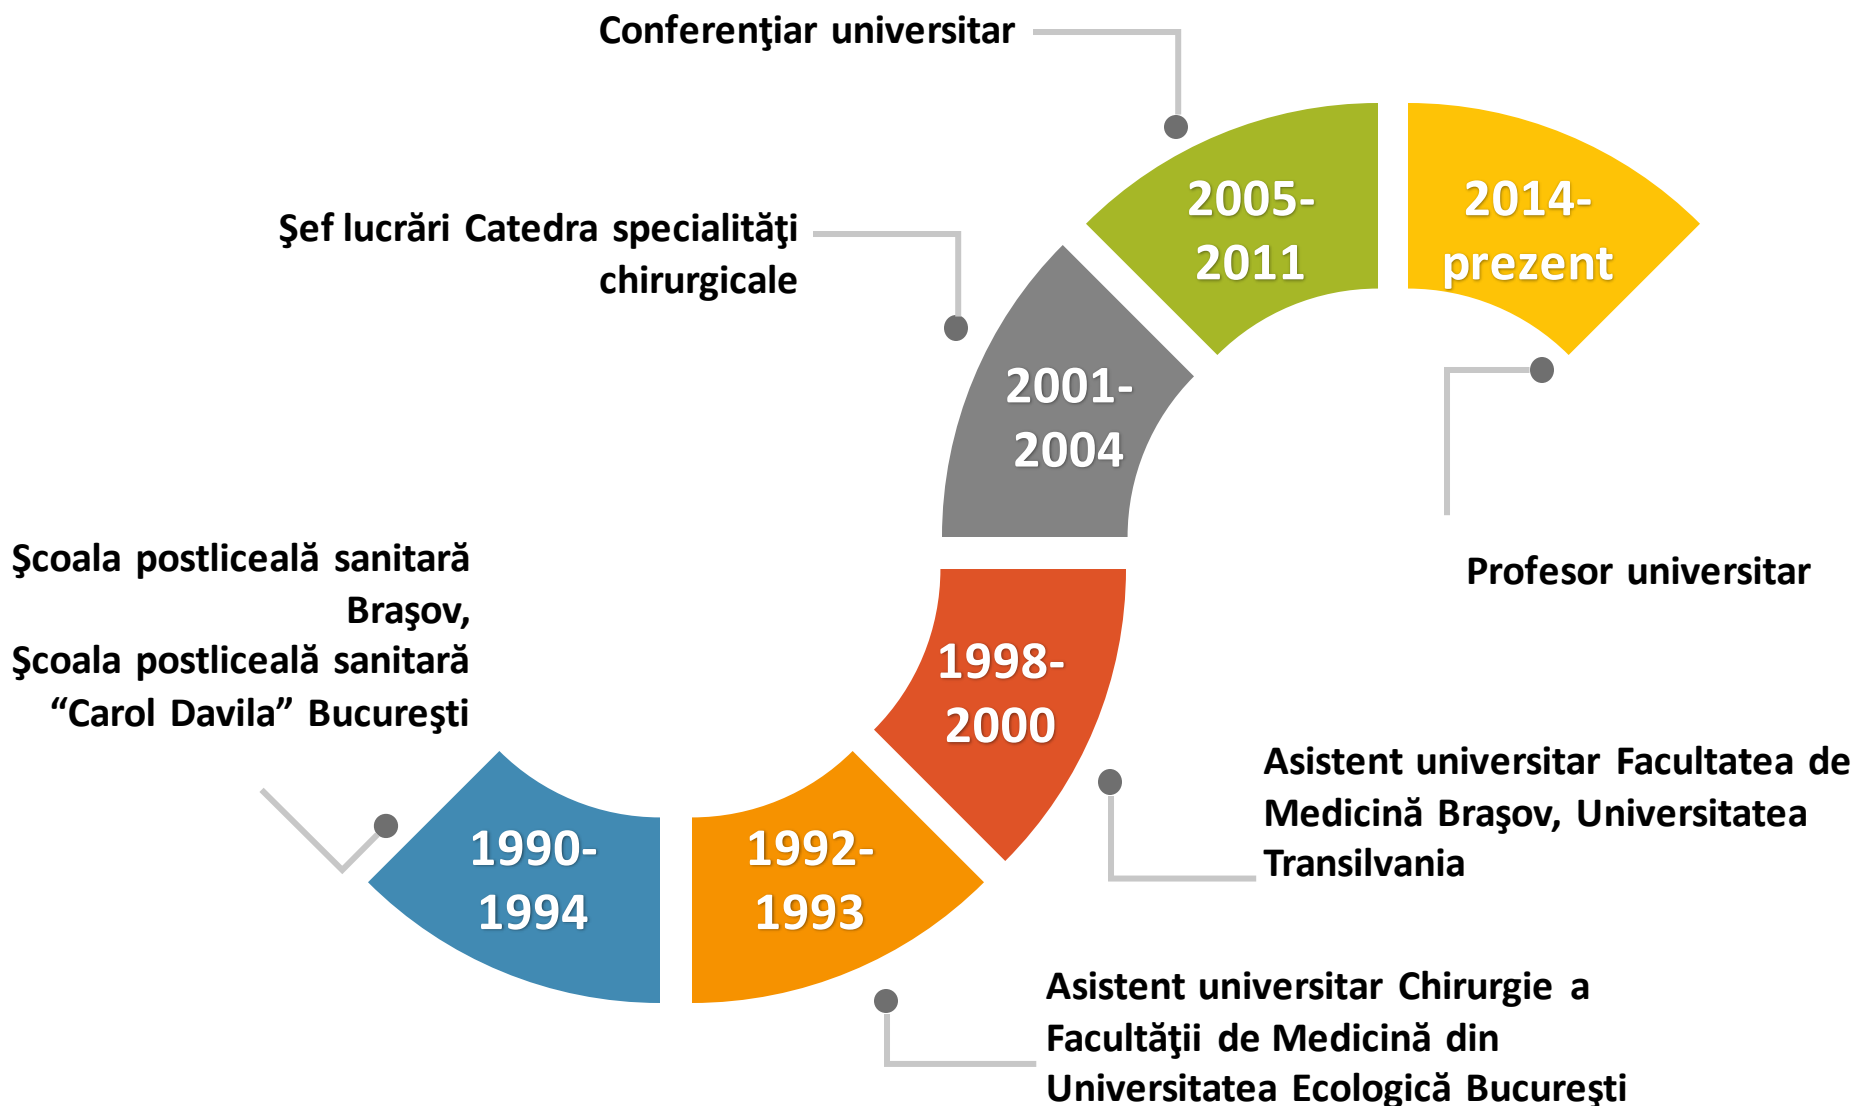 Conferenţiar universitar
2005-
2011
2014-
prezent
Şef lucrări Catedra specialităţi
chirurgicale
2001-
2004
Profesor universitar
Şcoala postliceală sanitară
Braşov,
Şcoala postliceală sanitară
“Carol Davila” Bucureşti
1998-
2000
Asistent universitar Facultatea de
Medicină Braşov, Universitatea
Transilvania
1990-
1994
1992-
1993
Asistent universitar Chirurgie a
Facultăţii de Medicină din
Universitatea Ecologică Bucureşti